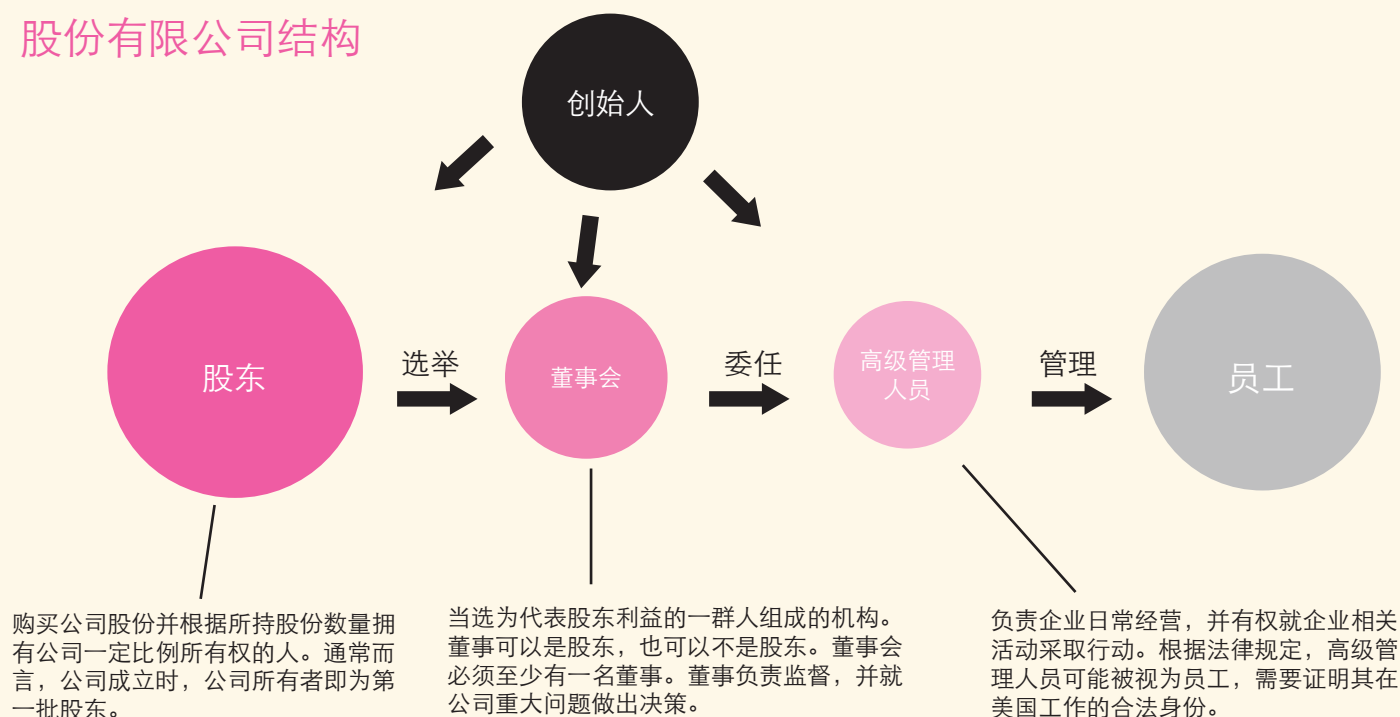 股份有限公司结构
创始人
股东
选举
董事会
委任
高级管理
人员
管理
员工
购买公司股份并根据所持股份数量拥
有公司一定比例所有权的人。通常而
言，公司成立时，公司所有者即为第
一批股东。
当选为代表股东利益的一群人组成的机构。
董事可以是股东，也可以不是股东。董事会
必须至少有一名董事。董事负责监督，并就
公司重大问题做出决策。
负责企业日常经营，并有权就企业相关
活动采取行动。根据法律规定，高级管
理人员可能被视为员工，需要证明其在
美国工作的合法身份。